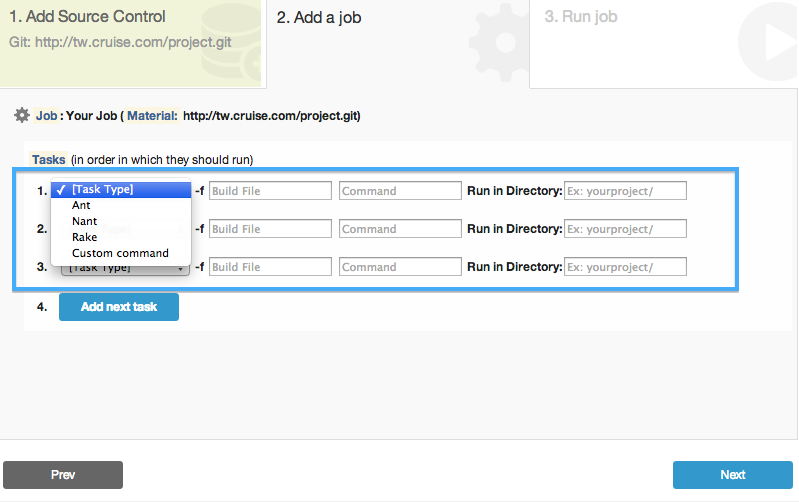 1. Add Source Control
Git: http://tw.cruise.com/project.git
2. Add a job
3. Run job
Job : Your Job ( Material: http://tw.cruise.com/project.git)
Tasks (in order in which they should run)
1. ✓ [Task Type] -f Build File Command Run in Directory: Ex: yourproject/
Ant
Nant
Rake
Custom command
2. -f Build File Command Run in Directory: Ex: yourproject/
3. [Task Type] -f Build File Command Run in Directory: Ex: yourproject/
4. Add next task
Prev
Next